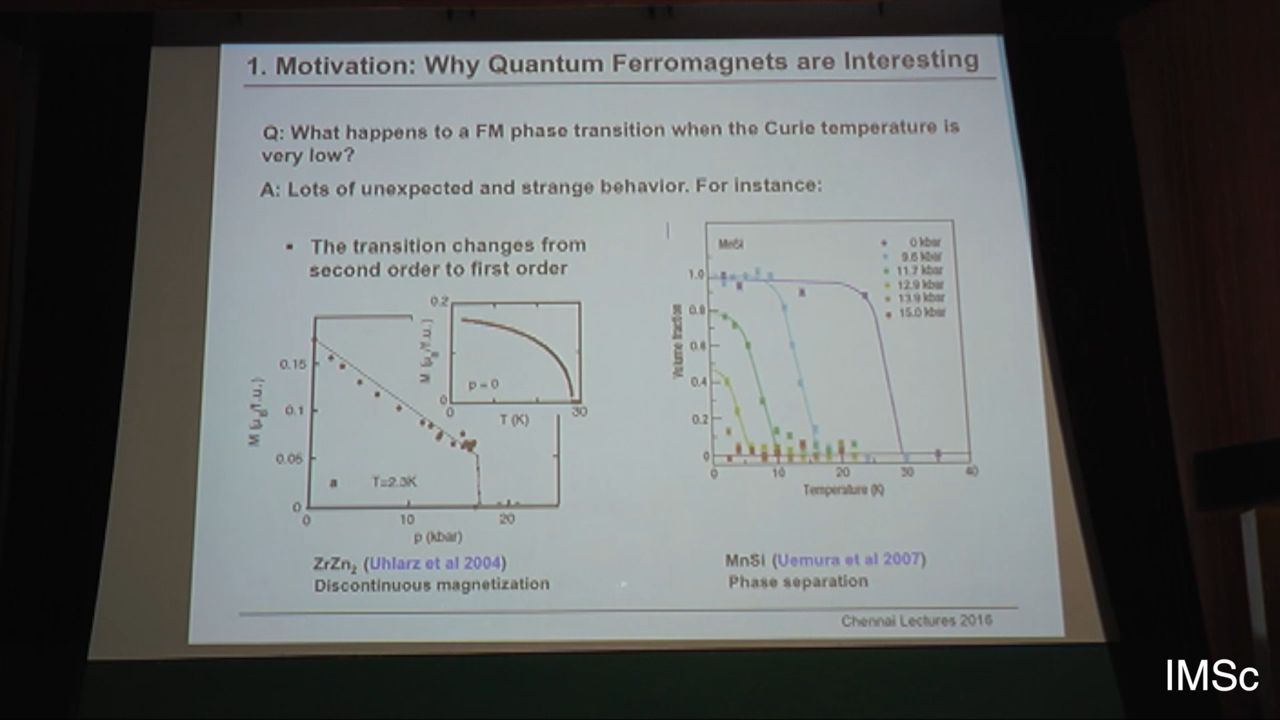 1. Motivation: Why Quantum Ferromagnets are Interesting
Q: What happens to a FM phase transition when the Curie temperature is
very low?
A: Lots of unexpected and strange behavior. For instance:
▪ The transition changes from
second order to first order
0.2
M (μB/f.u.)
0
p = 0
0
30
T (K)
0.15
0.1
0.05
0
M (μB/f.u.)
a
T=2.3K
0
10
20
p (kbar)
ZrZn2 (Uhlarz et al 2004)
Discontinuous magnetization
MnSi
0 kbar
9.5 kbar
11.7 kbar
12.9 kbar
13.9 kbar
15.0 kbar
1.0
0.8
0.6
0.4
0.2
0
Volume fraction
0
10
20
30
40
Temperature (K)
MnSi (Uemura et al 2007)
Phase separation
Chennai Lectures 2016
IMSc